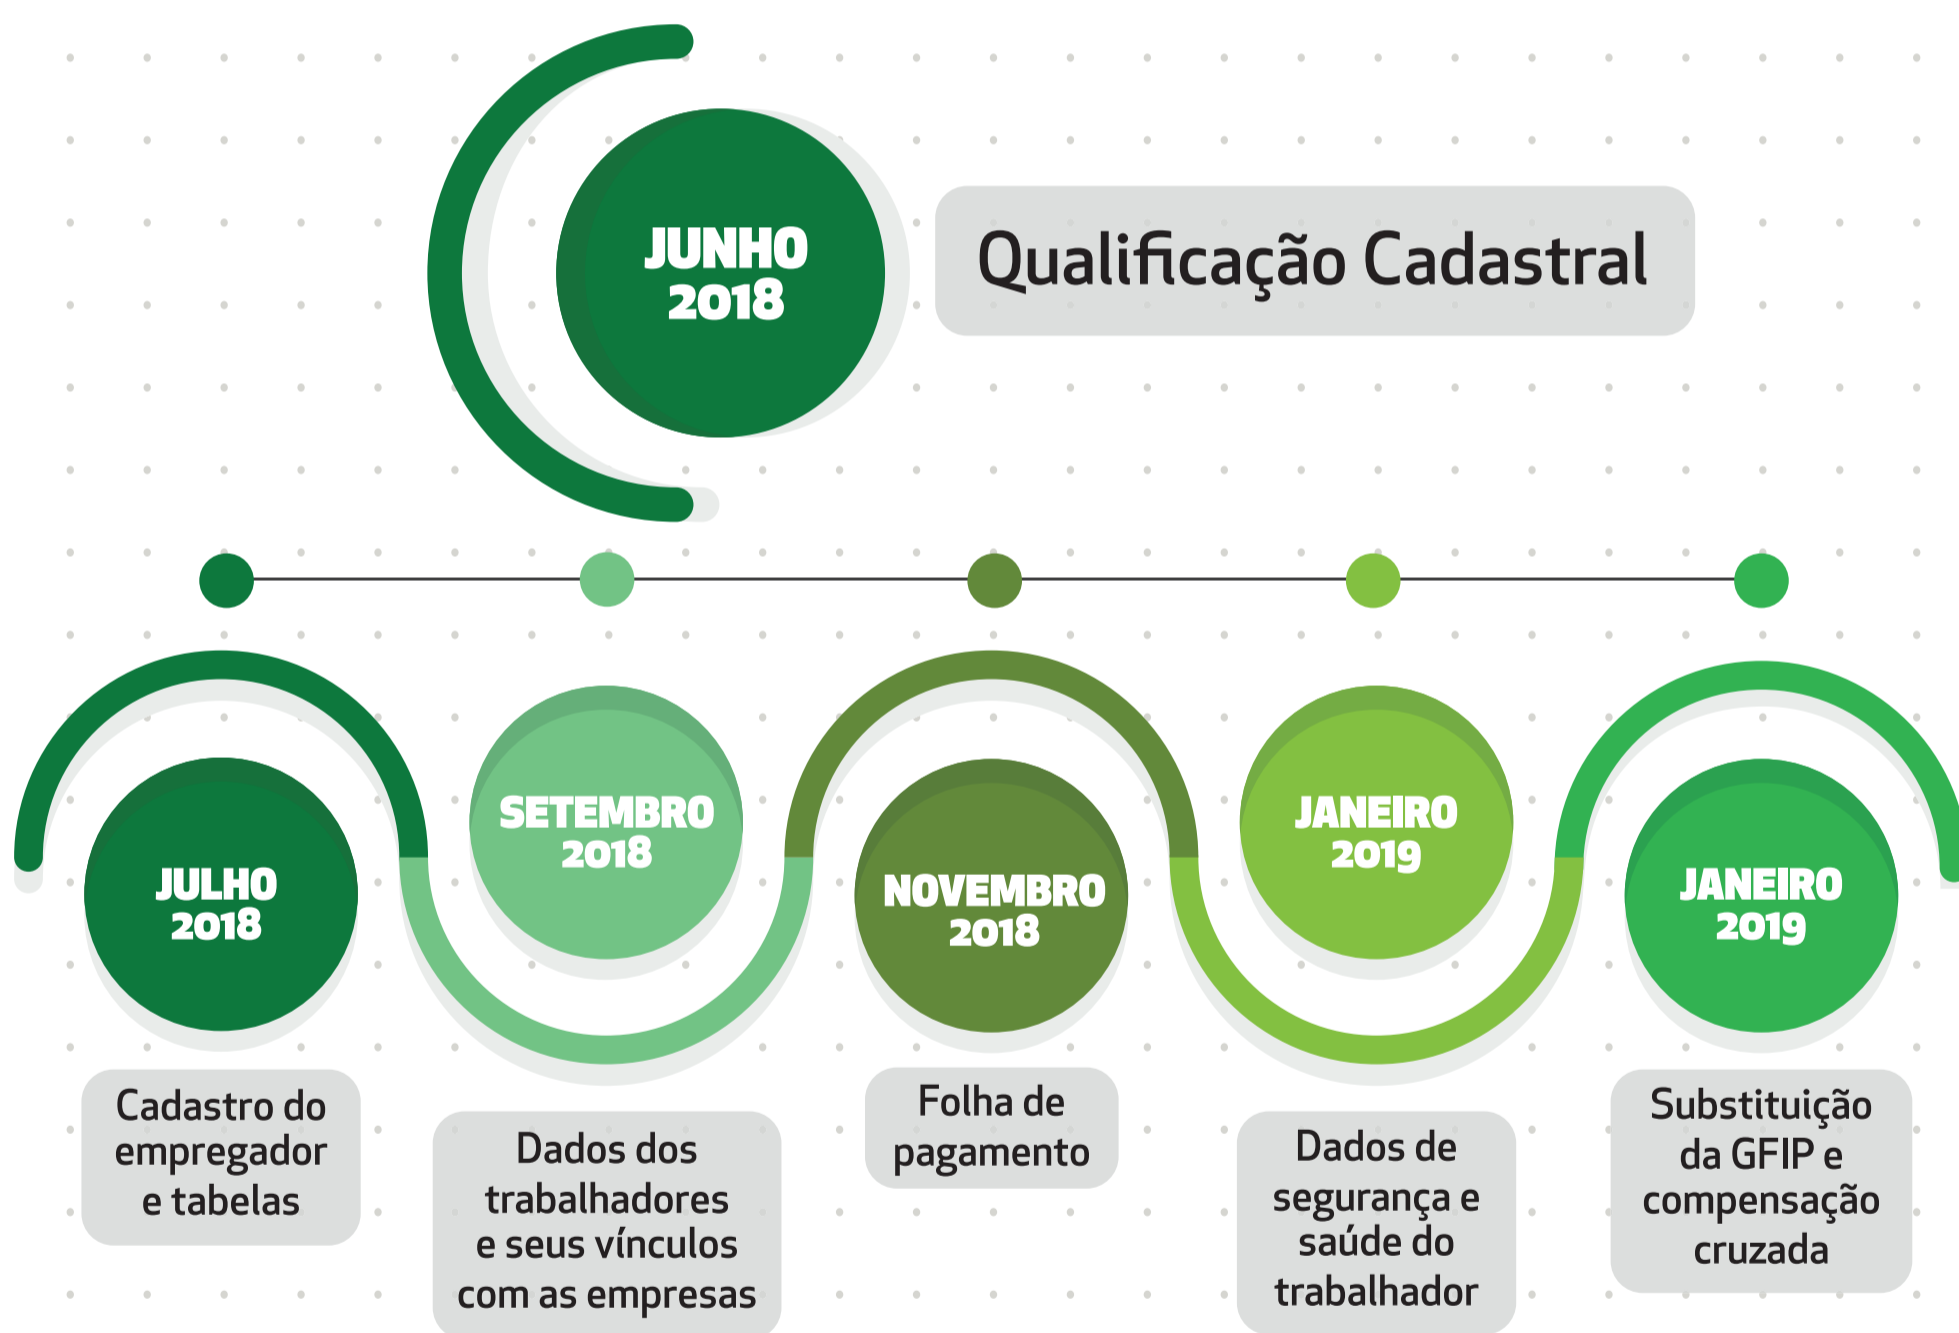 JUNHO
2018
Qualificação Cadastral
JULHO
2018
Cadastro do
empregador
e tabelas
SETEMBRO
2018
Dados dos
trabalhadores
e seus vínculos
com as empresas
NOVEMBRO
2018
Folha de
pagamento
JANEIRO
2019
Dados de
segurança e
saúde do
trabalhador
JANEIRO
2019
Substituição
da GFIP e
compensação
cruzada